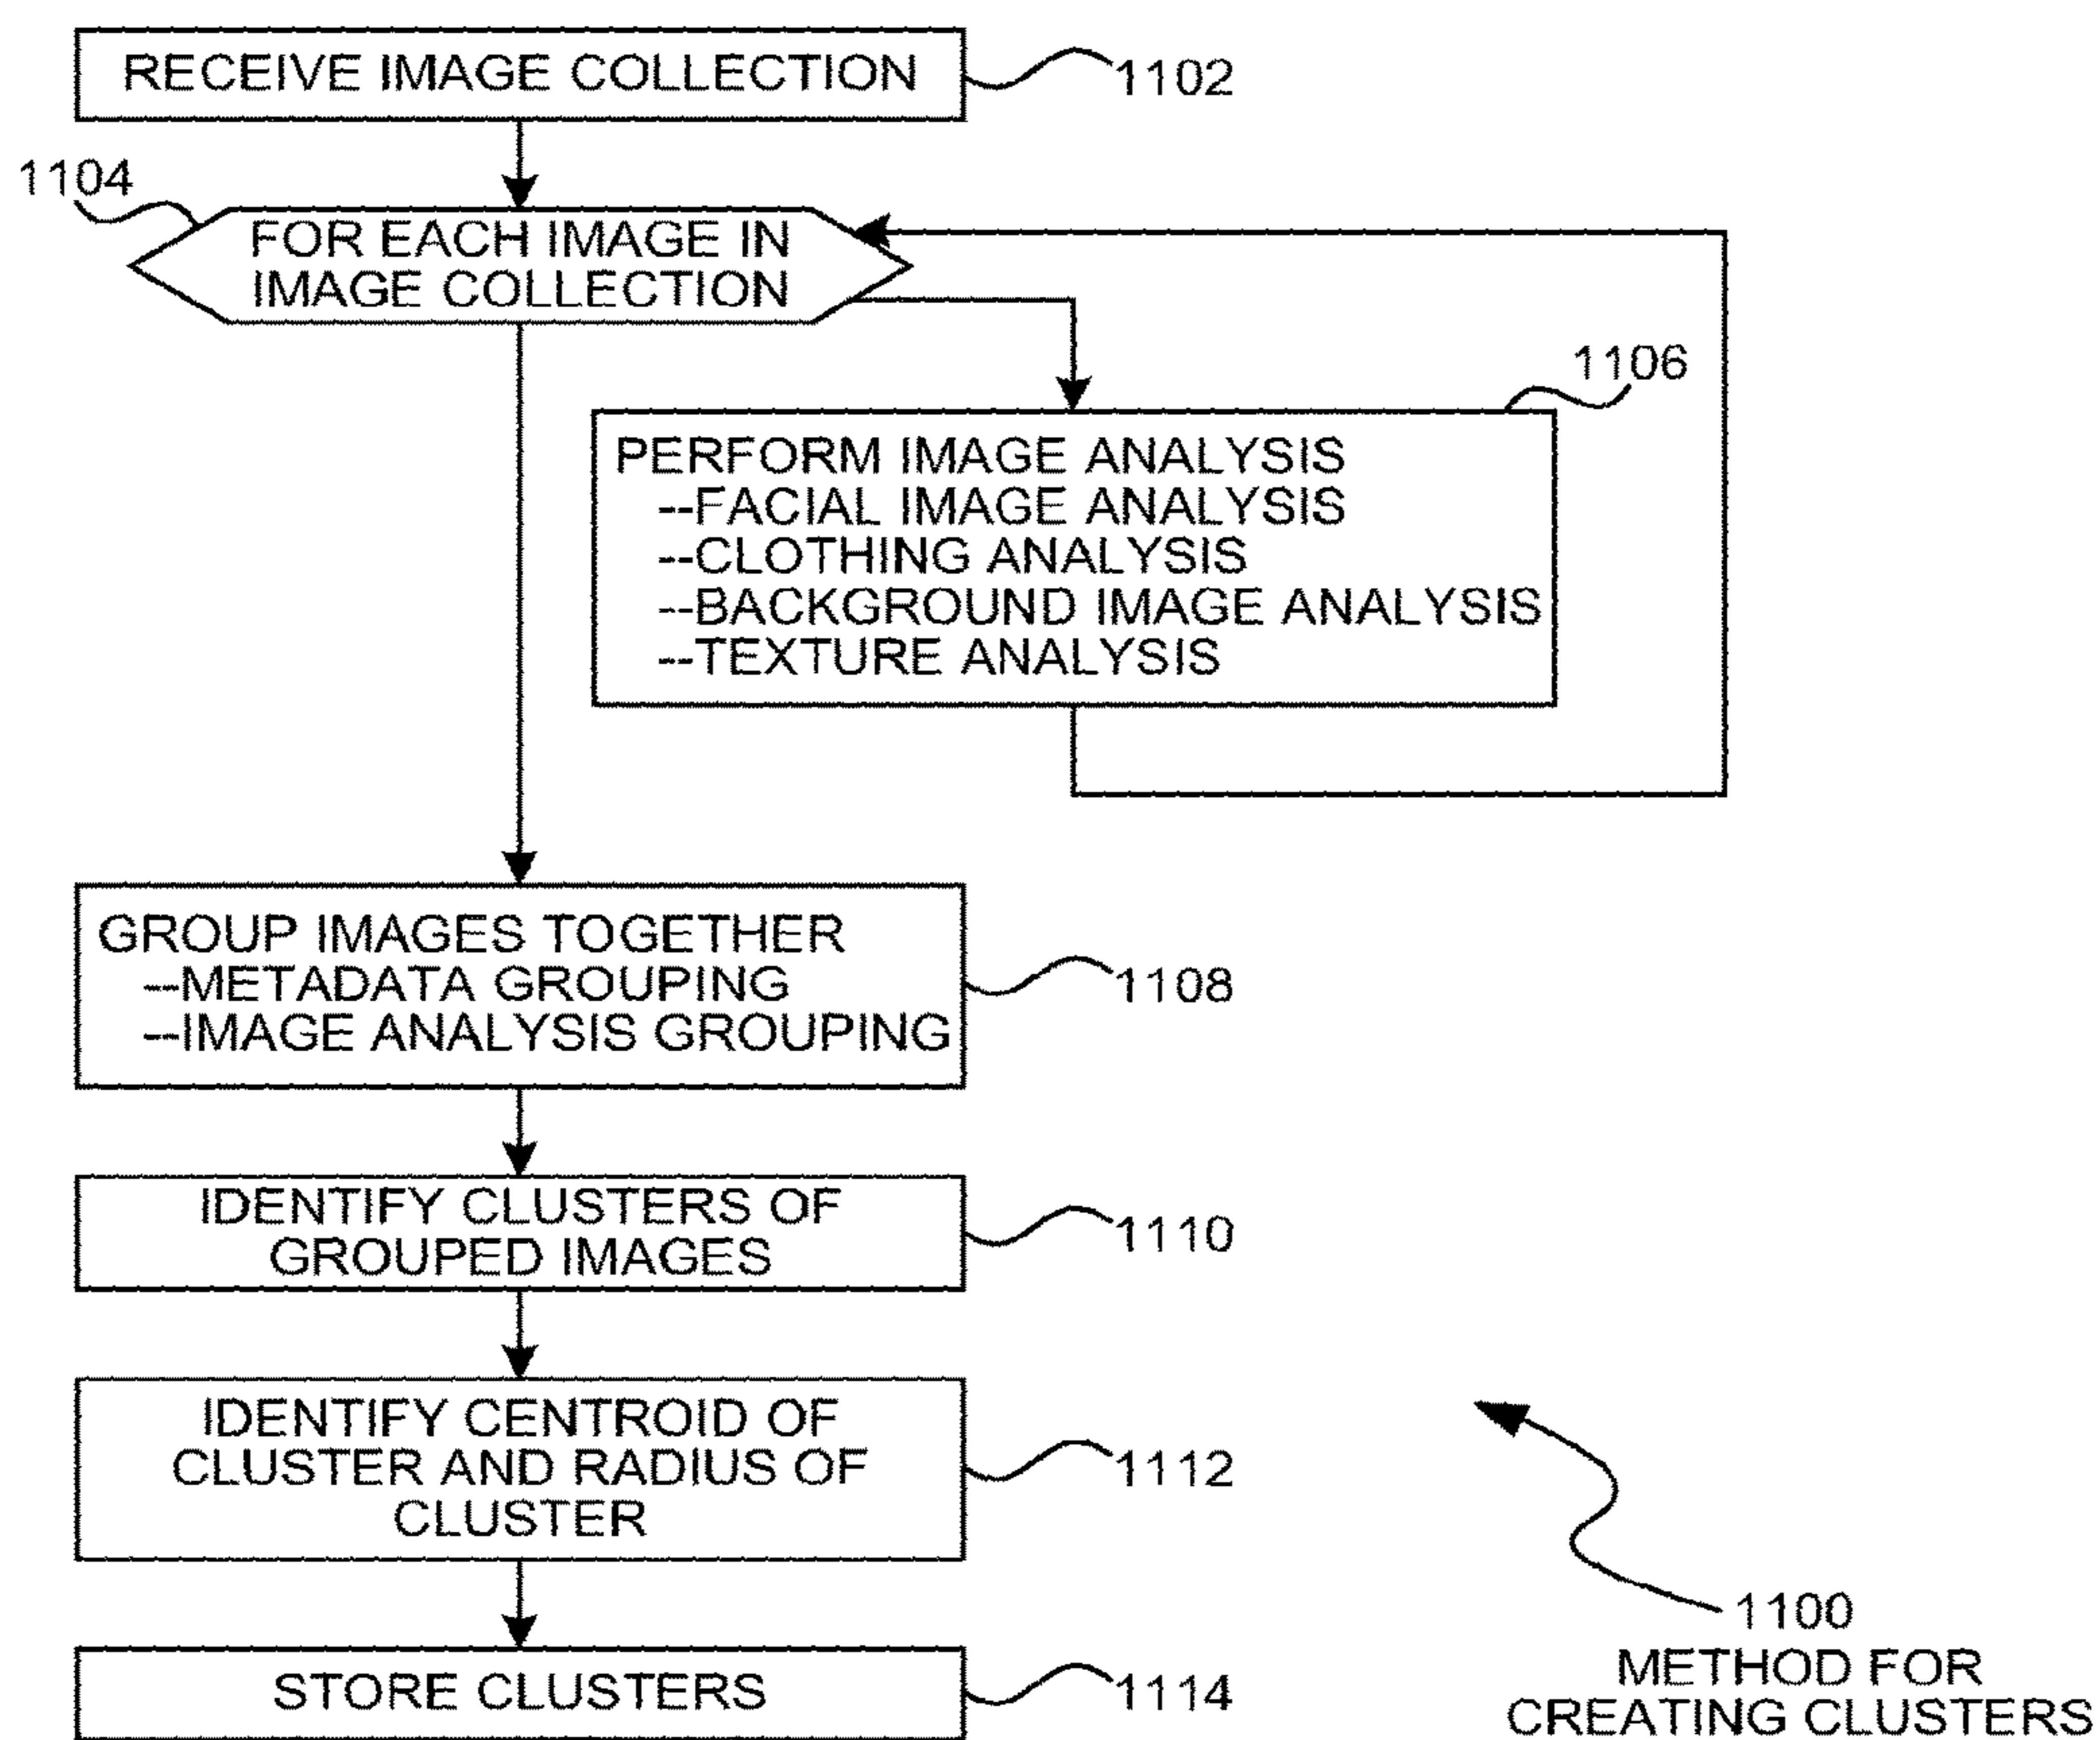 RECEIVE IMAGE COLLECTION
1102
1104
FOR EACH IMAGE IN
IMAGE COLLECTION
1106
PERFORM IMAGE ANALYSIS
--FACIAL IMAGE ANALYSIS
--CLOTHING ANALYSIS
--BACKGROUND IMAGE ANALYSIS
--TEXTURE ANALYSIS
GROUP IMAGES TOGETHER
--METADATA GROUPING
--IMAGE ANALYSIS GROUPING
1108
IDENTIFY CLUSTERS OF
GROUPED IMAGES
1110
IDENTIFY CENTROID OF
CLUSTER AND RADIUS OF
CLUSTER
1112
STORE CLUSTERS
1114
1100
METHOD FOR
CREATING CLUSTERS